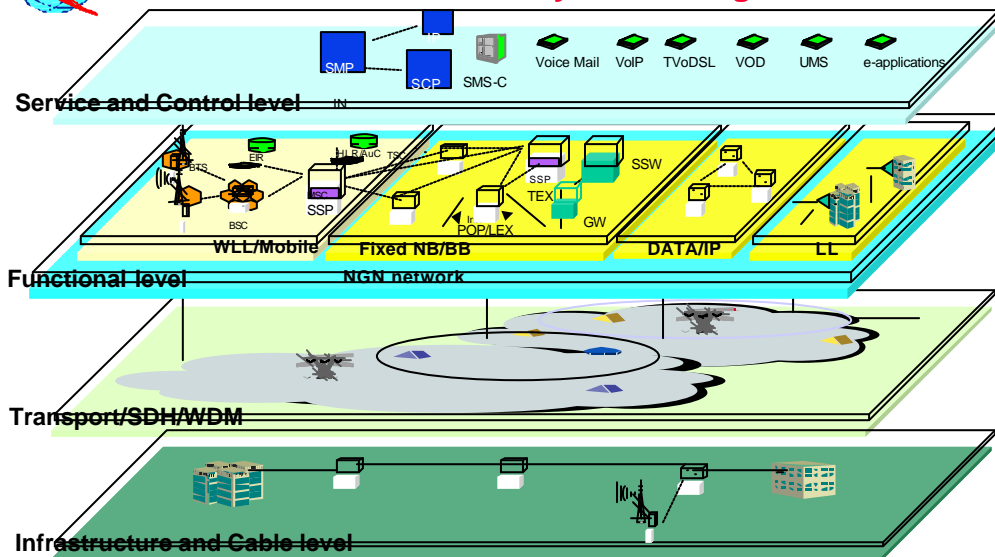 SMP
SCP
IN
SMS-C
Voice Mail
VoIP
TVoDSL
VOD
UMS
e-applications
Service and Control level
BTS
EIR
HLR/AuC
TSC
BSC
SSP
SSP
TEX
SSW
GW
POP/LEX
WLL/Mobile
Fixed NB/BB
DATA/IP
LL
Functional level
NGN network
Transport/SDH/WDM
Infrastructure and Cable level